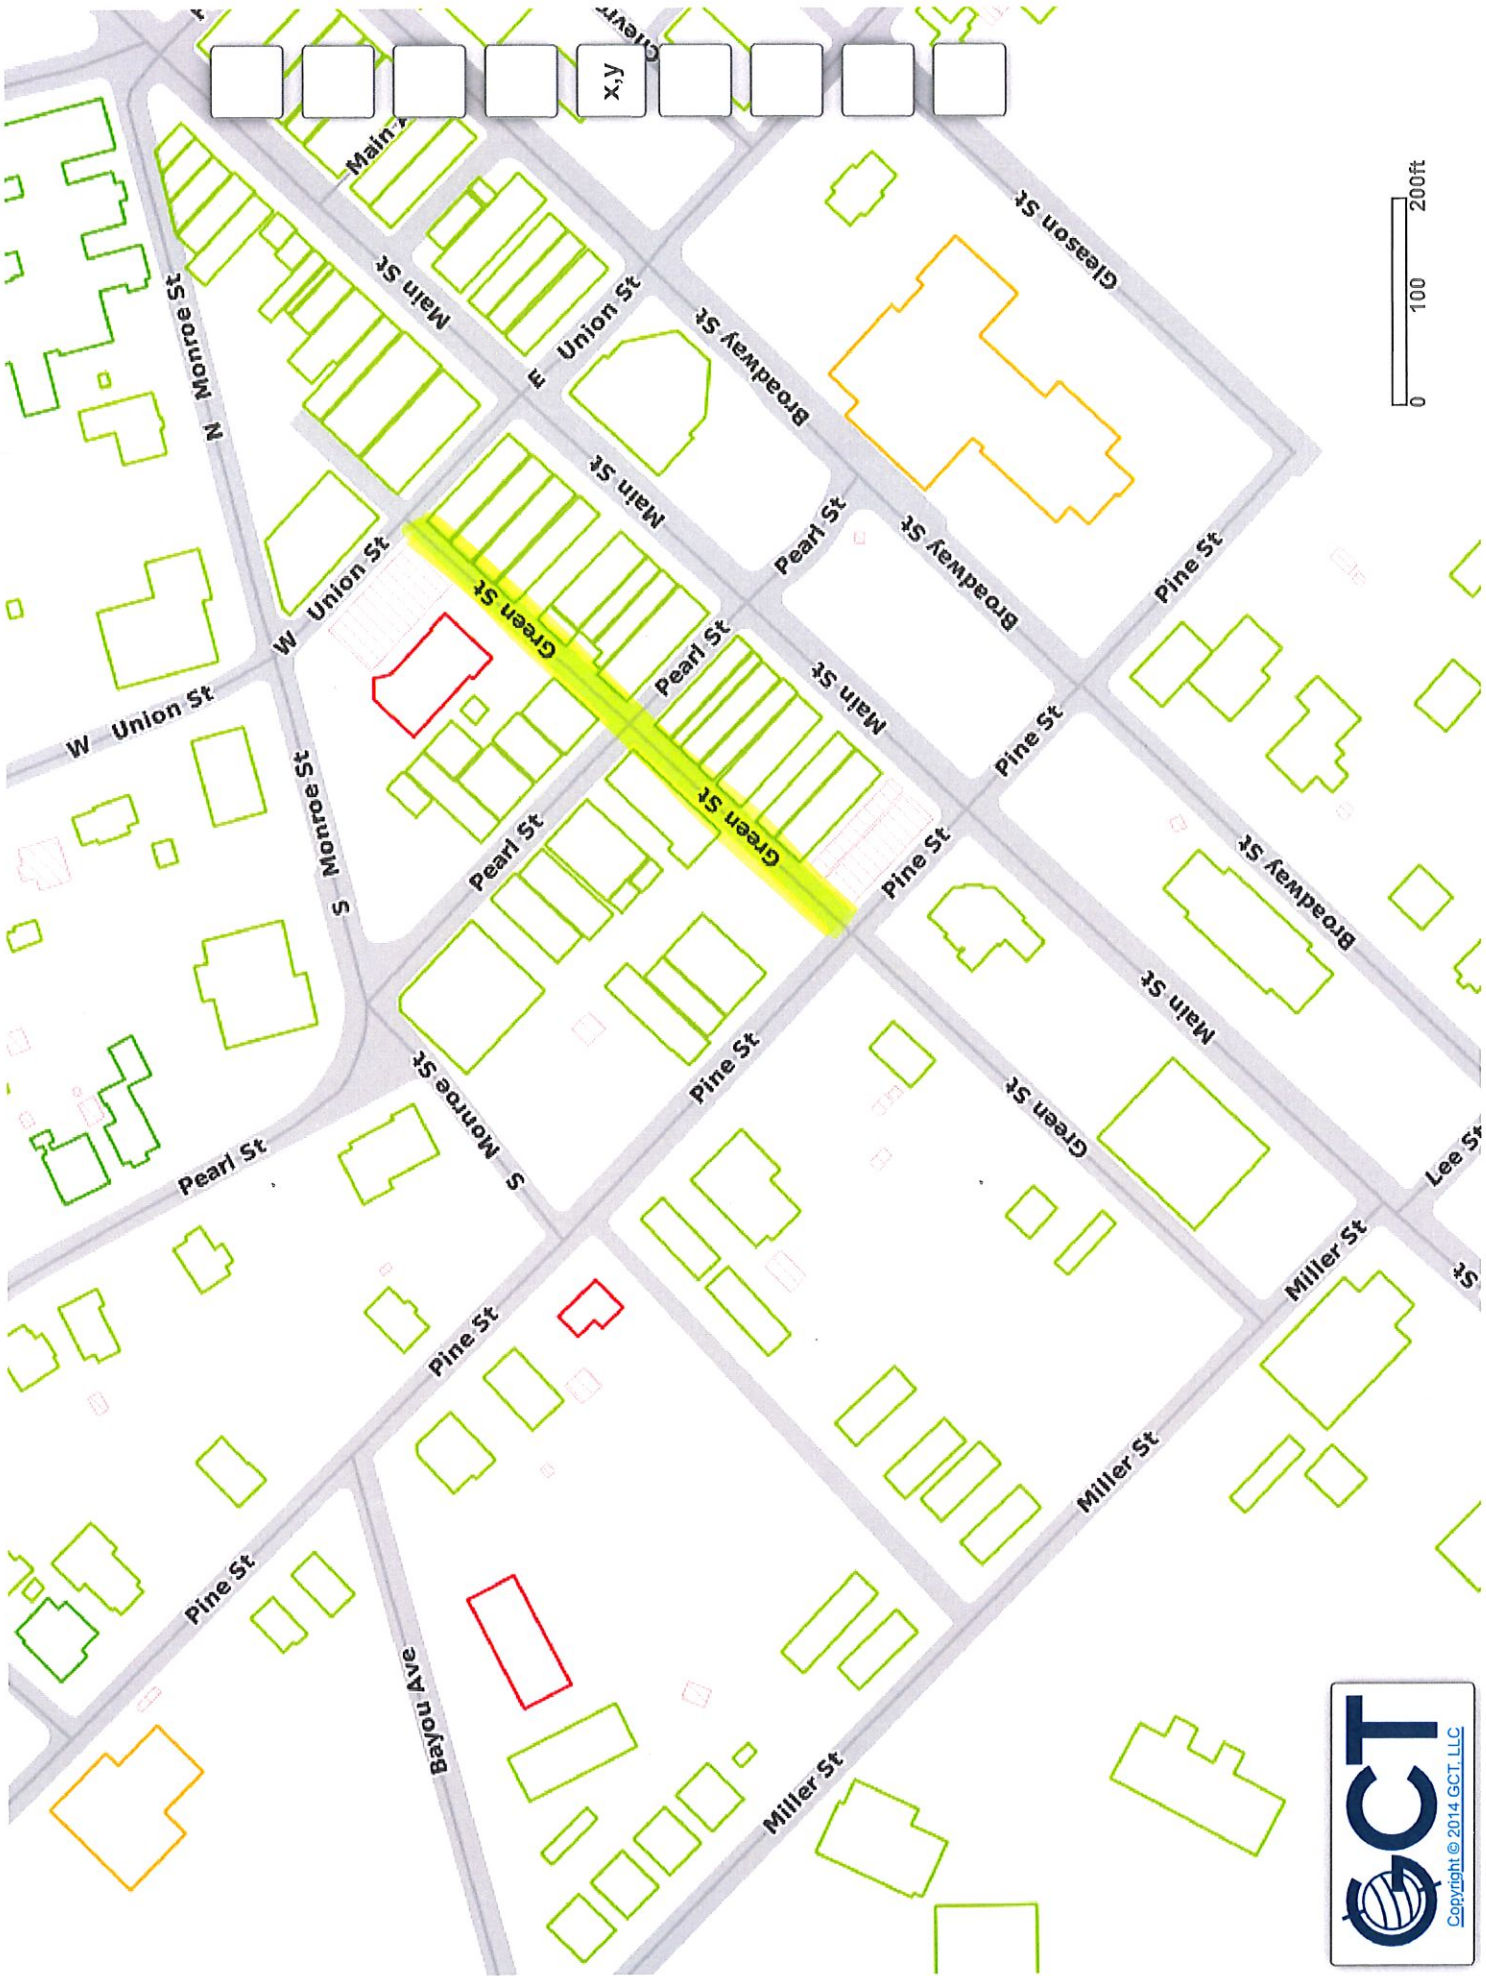 x,y
Main
Gleason St
200ft
100
0
N Monroe St
Main St
E Union St
Broadway St
Main St
Pearl St
Broadway St
Pine St
W Union St
Green St
Pearl St
Main St
Pine St
W Union St
S Monroe St
Green St
Pearl St
Pine St
Broadway St
Main St
Pine St
S Monroe St
Green St
Pearl St
Lee St
Miller St
St
Pine St
Miller St
Pine St
Bayou Ave
Miller St
GCT
Copyright © 2014 GCT, LLC